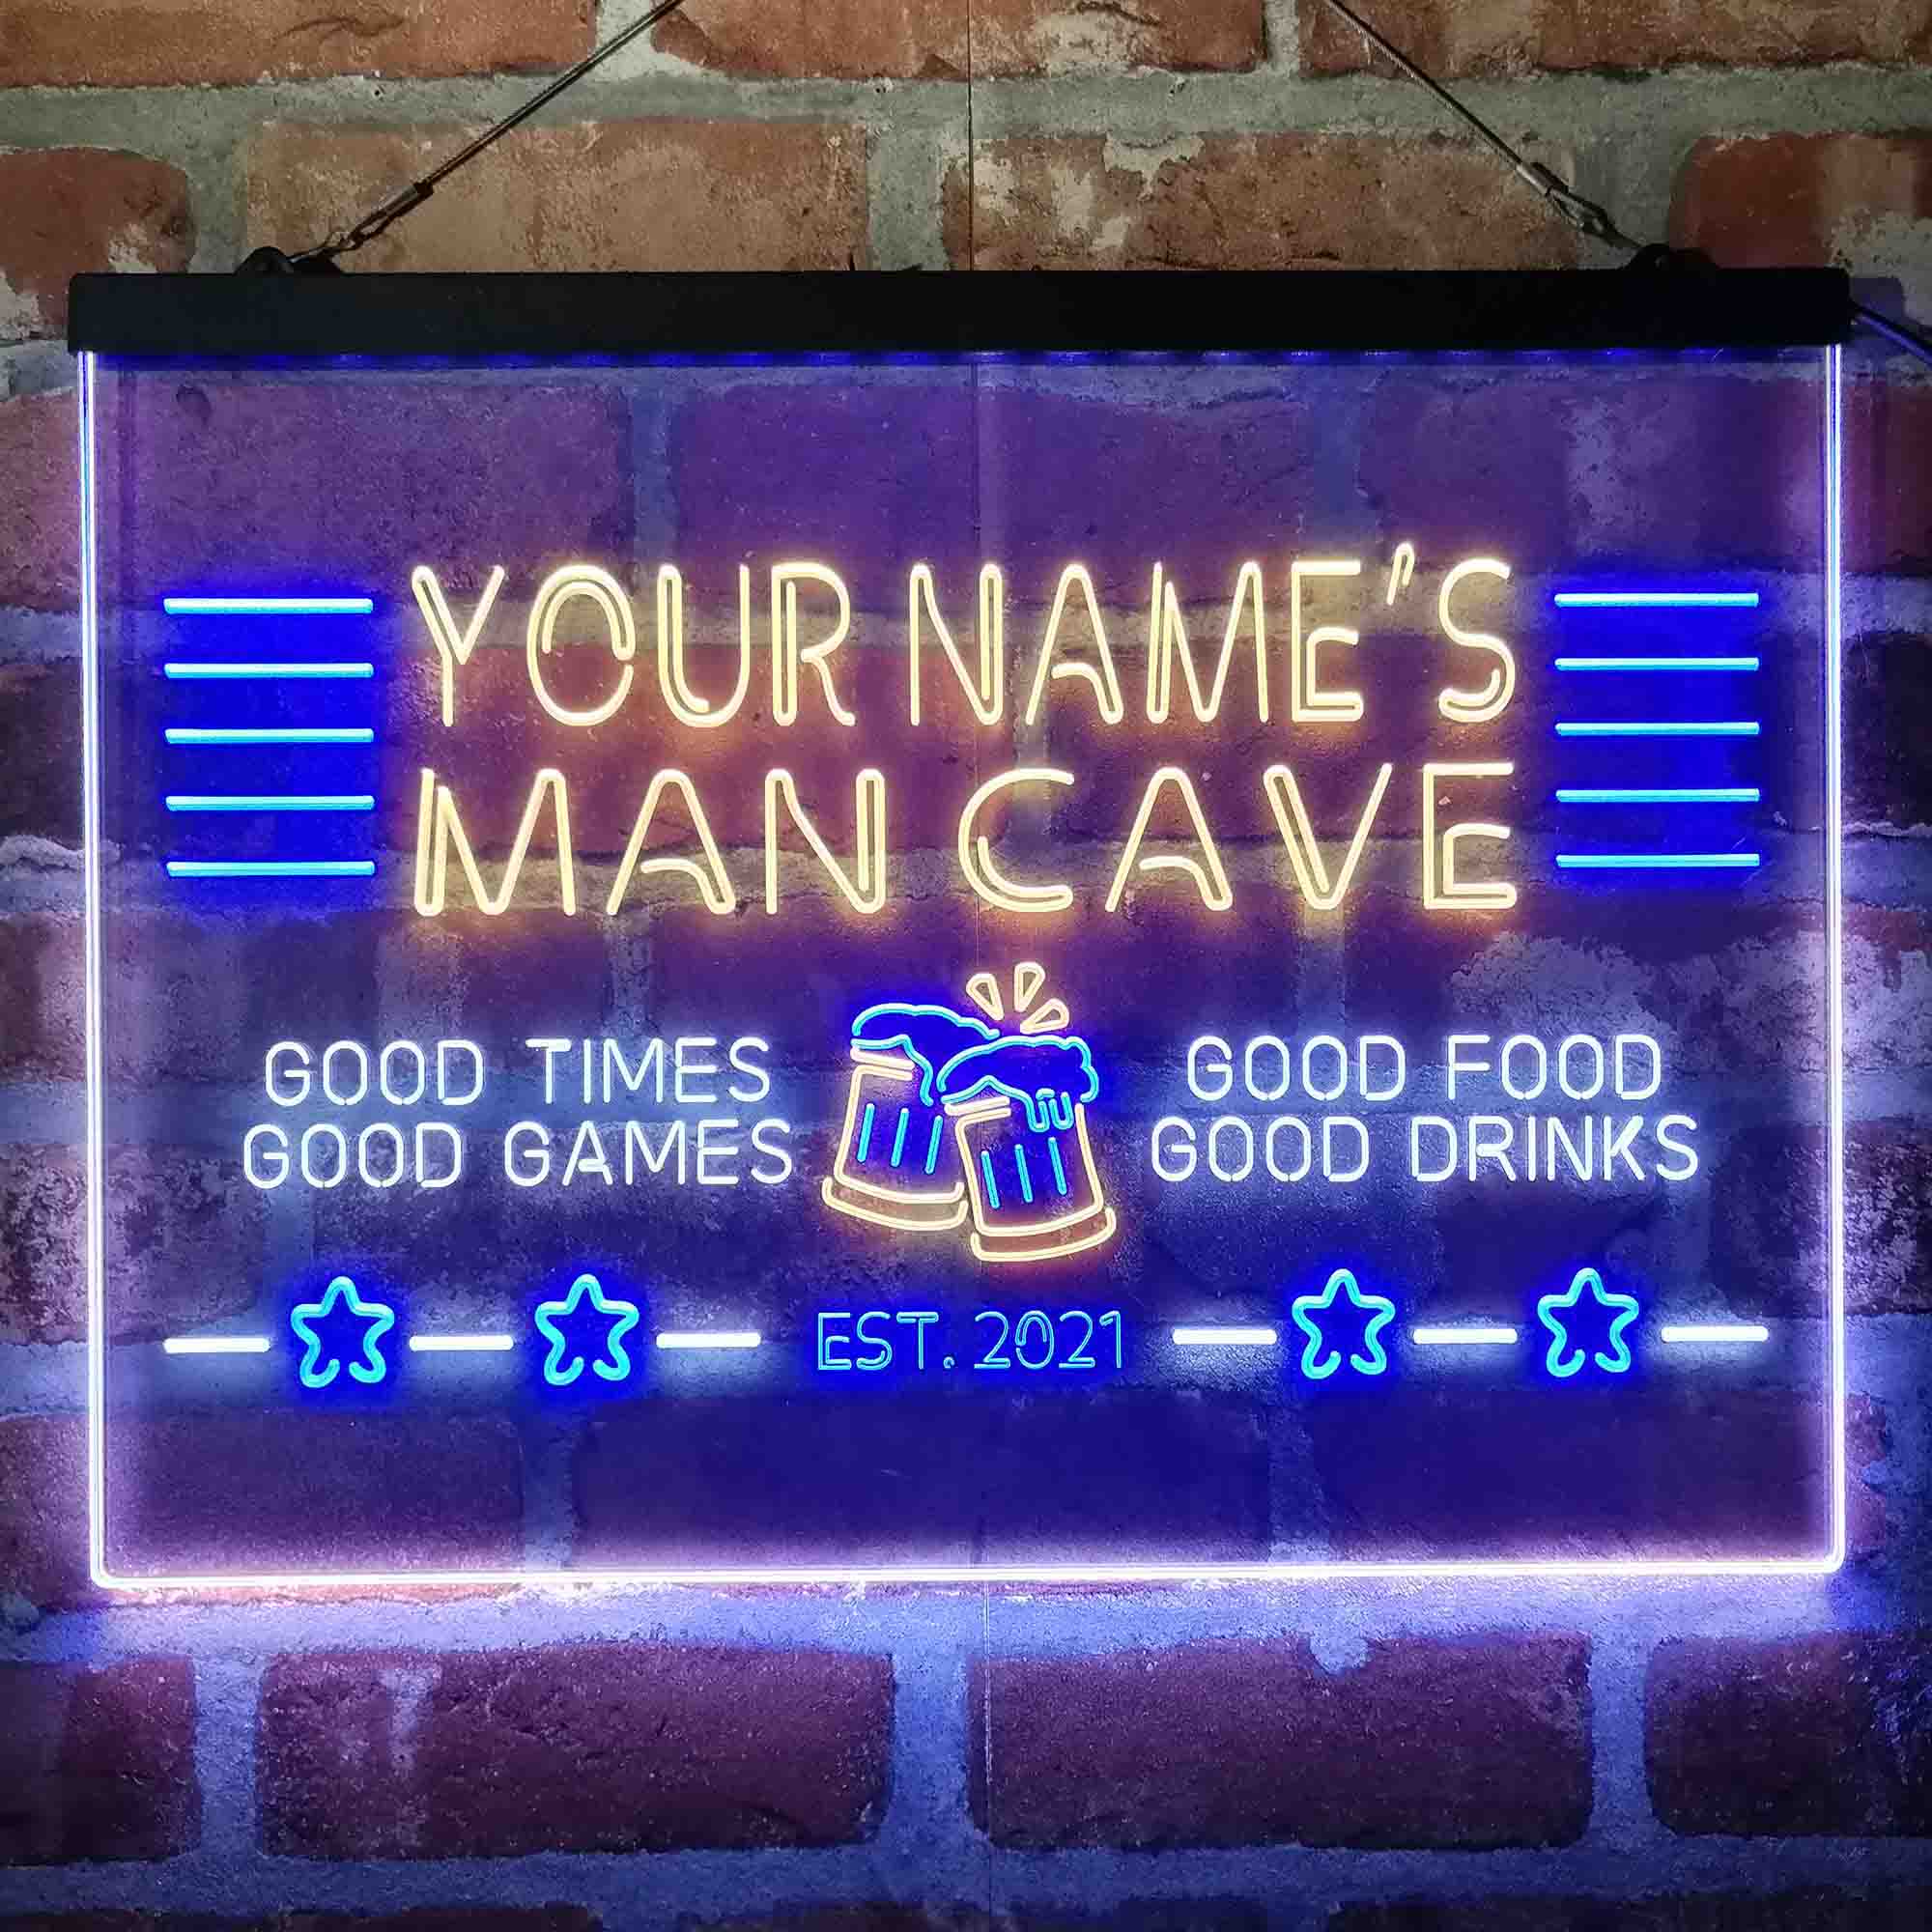 YOUR NAME'S
MAN CAVE
GOOD TIMES
GOOD GAMES
GOOD FOOD
GOOD DRINKS
EST. 2021